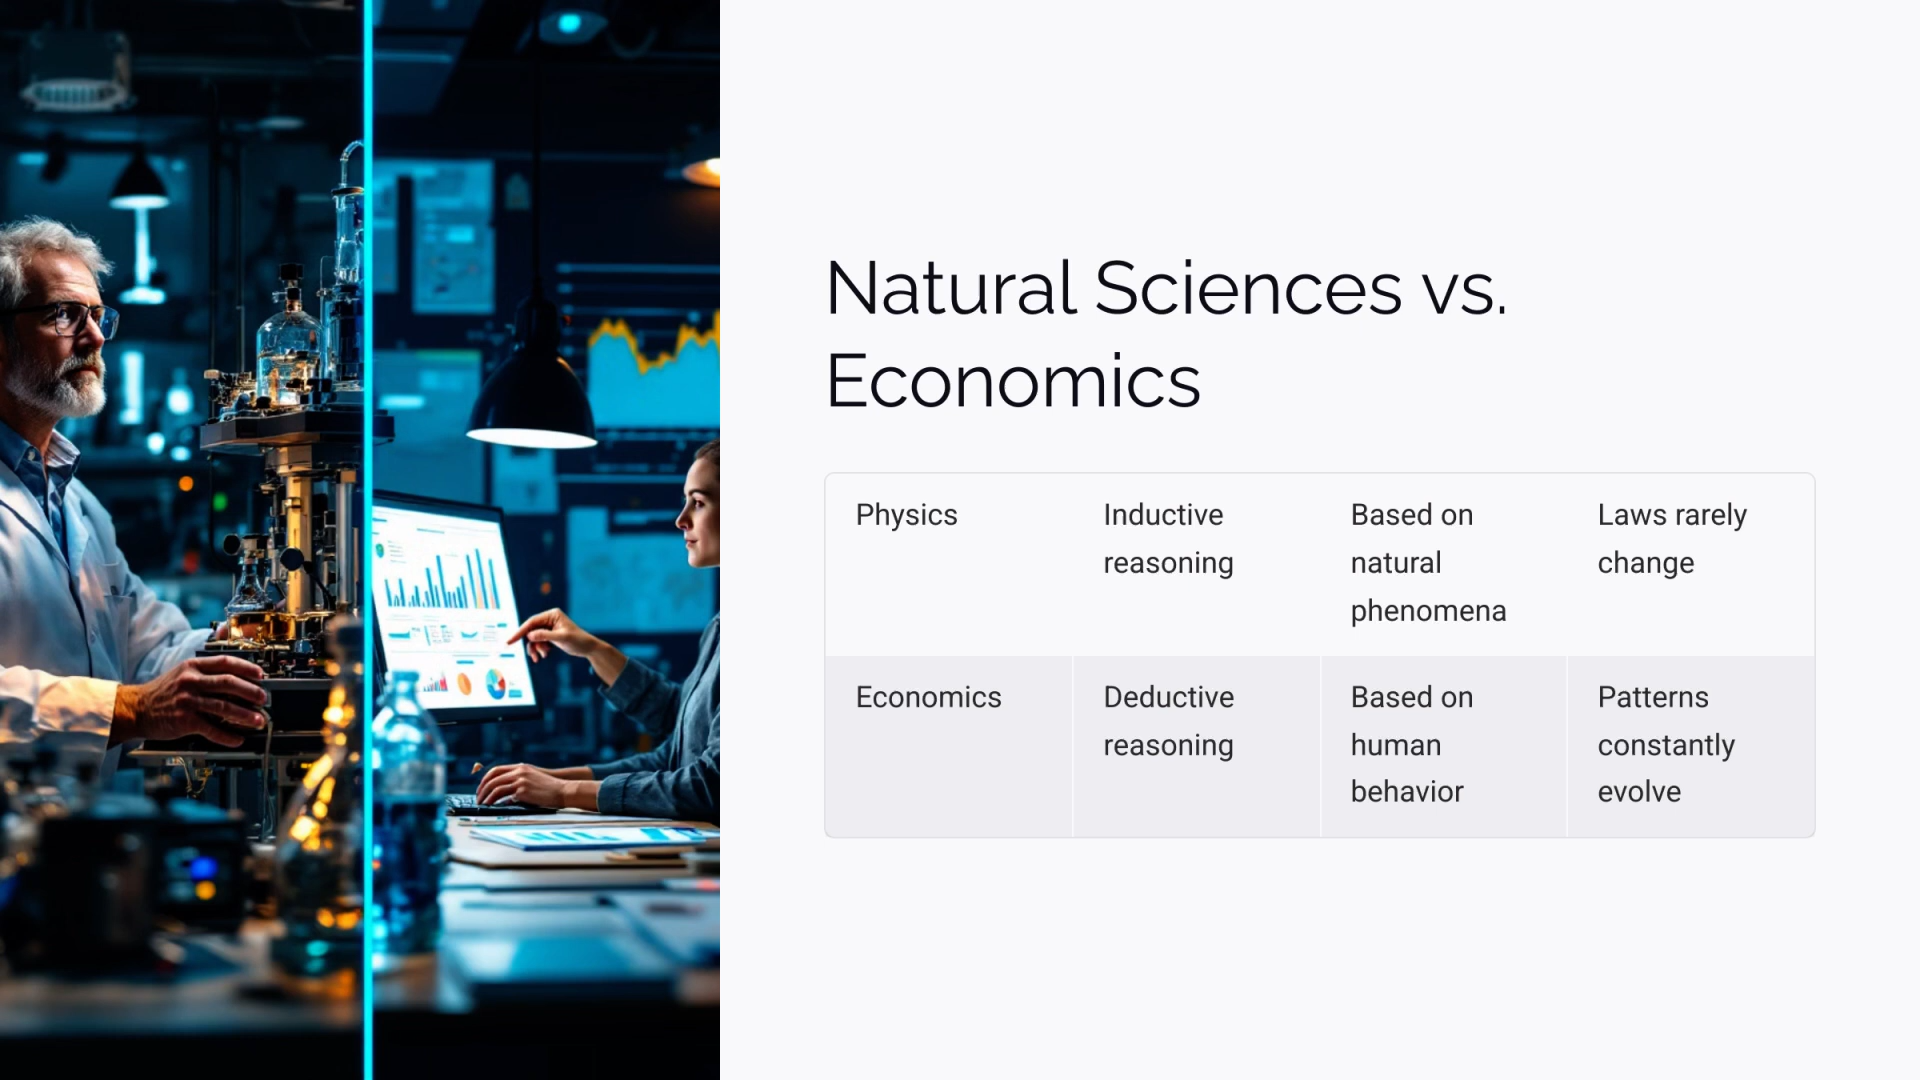 Natural Sciences vs.
Economics
Physics
Inductive
reasoning
Based on
natural
phenomena
Laws rarely
change
Economics
Deductive
reasoning
Based on
human
behavior
Patterns
constantly
evolve